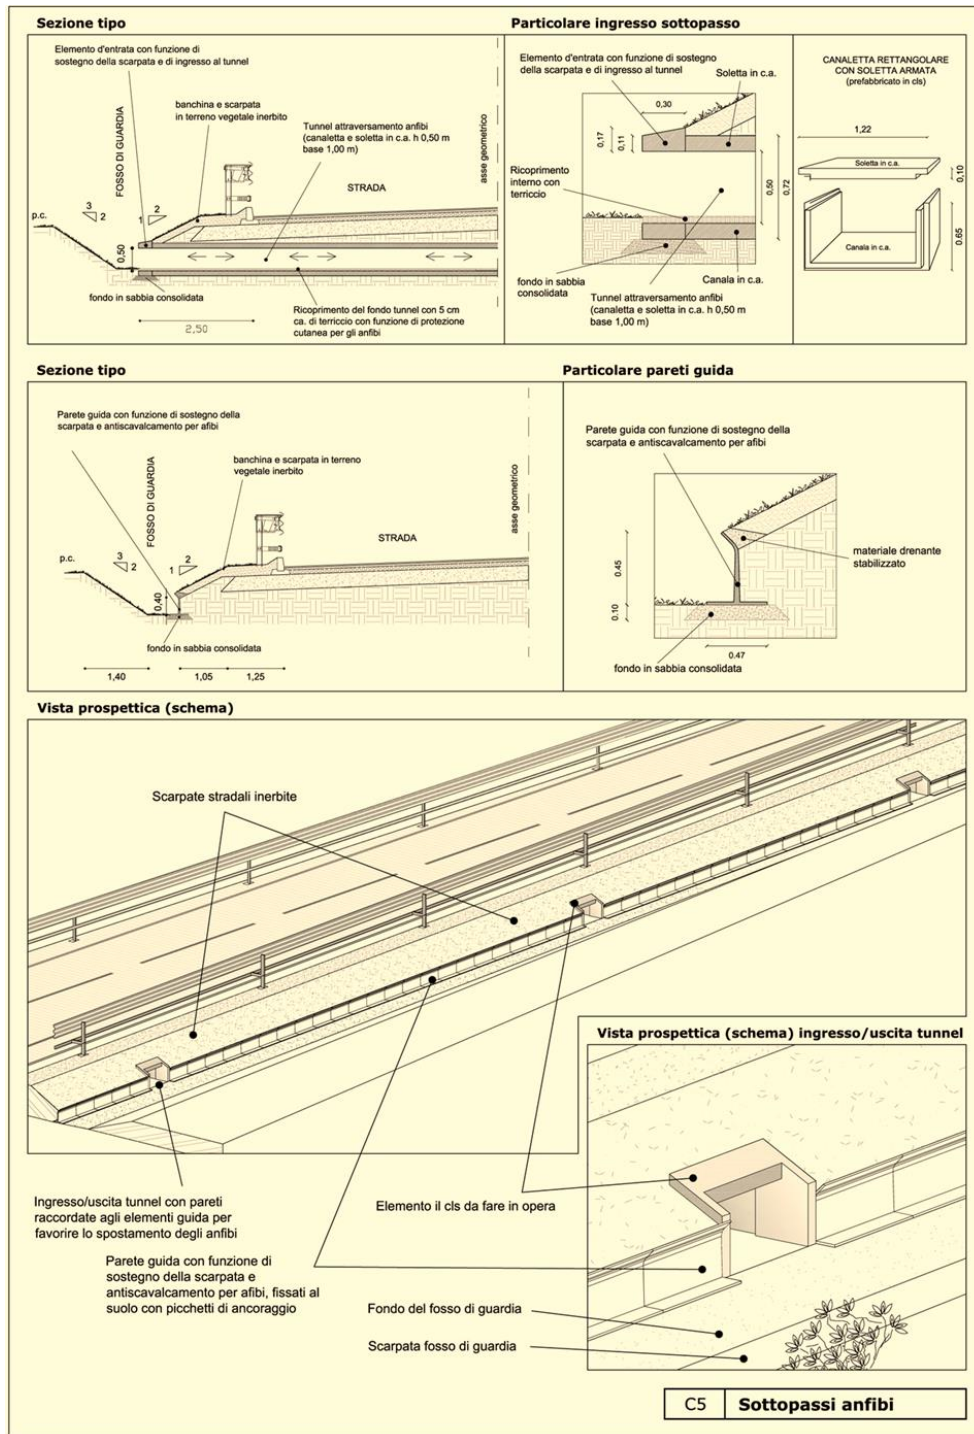 Sezione tipo
Elemento d'entrata con funzione di
sostegno della scarpata e di ingresso al tunnel
banchina e scarpata
in terreno vegetale inerbito
Tunnel attraversamento anfibi
(canaletta e soletta in c.a. h 0,50 m
base 1,00 m)
FOSSO DI GUARDIA
asse geometrico
STRADA
p.c.
3
2
1
2
0,50
fondo in sabbia consolidata
Ricoprimento del fondo tunnel con 5 cm
ca. di terriccio con funzione di protezione
cutanea per gli anfibi
2,50
Particolare ingresso sottopasso
Elemento d'entrata con funzione di sostegno
della scarpata e di ingresso al tunnel
Soletta in c.a.
0,30
0,17
0,11
Ricoprimento
interno con
terriccio
0,50
0,72
fondo in sabbia
consolidata
Canala in c.a.
Tunnel attraversamento anfibi
(canaletta e soletta in c.a. h 0,50 m
base 1,00 m)
CANALETTA RETTANGOLARE
CON SOLETTA ARMATA
(prefabbricato in cls)
1,22
Soletta in c.a.
0,10
0.65
Canala in c.a.
Sezione tipo
Parete guida con funzione di sostegno della
scarpata e antiscavalcamento per afibi
banchina e scarpata in terreno
vegetale inerbito
FOSSO DI GUARDIA
asse geometrico
STRADA
p.c.
3
2
1
2
0,40
fondo in sabbia consolidata
1,40
1,05
1,25
Particolare pareti guida
Parete guida con funzione di sostegno della
scarpata e antiscavalcamento per afibi
materiale drenante
stabilizzato
0.45
0.10
0.47
fondo in sabbia
consolidata
Vista prospettica (schema)
Scarpate stradali inerbite
Vista prospettica (schema) ingresso/uscita tunnel
Ingresso/uscita tunnel con pareti
raccordate agli elementi guida per
favorire lo spostamento degli anfibi
Elemento il cls da fare in opera
Parete guida con funzione di
sostegno della scarpata e
antiscavalcamento per afibi, fissati al
suolo con picchetti di ancoraggio
Fondo del fosso di guardia
Scarpata fosso di guardia
C5 Sottopassi anfibi